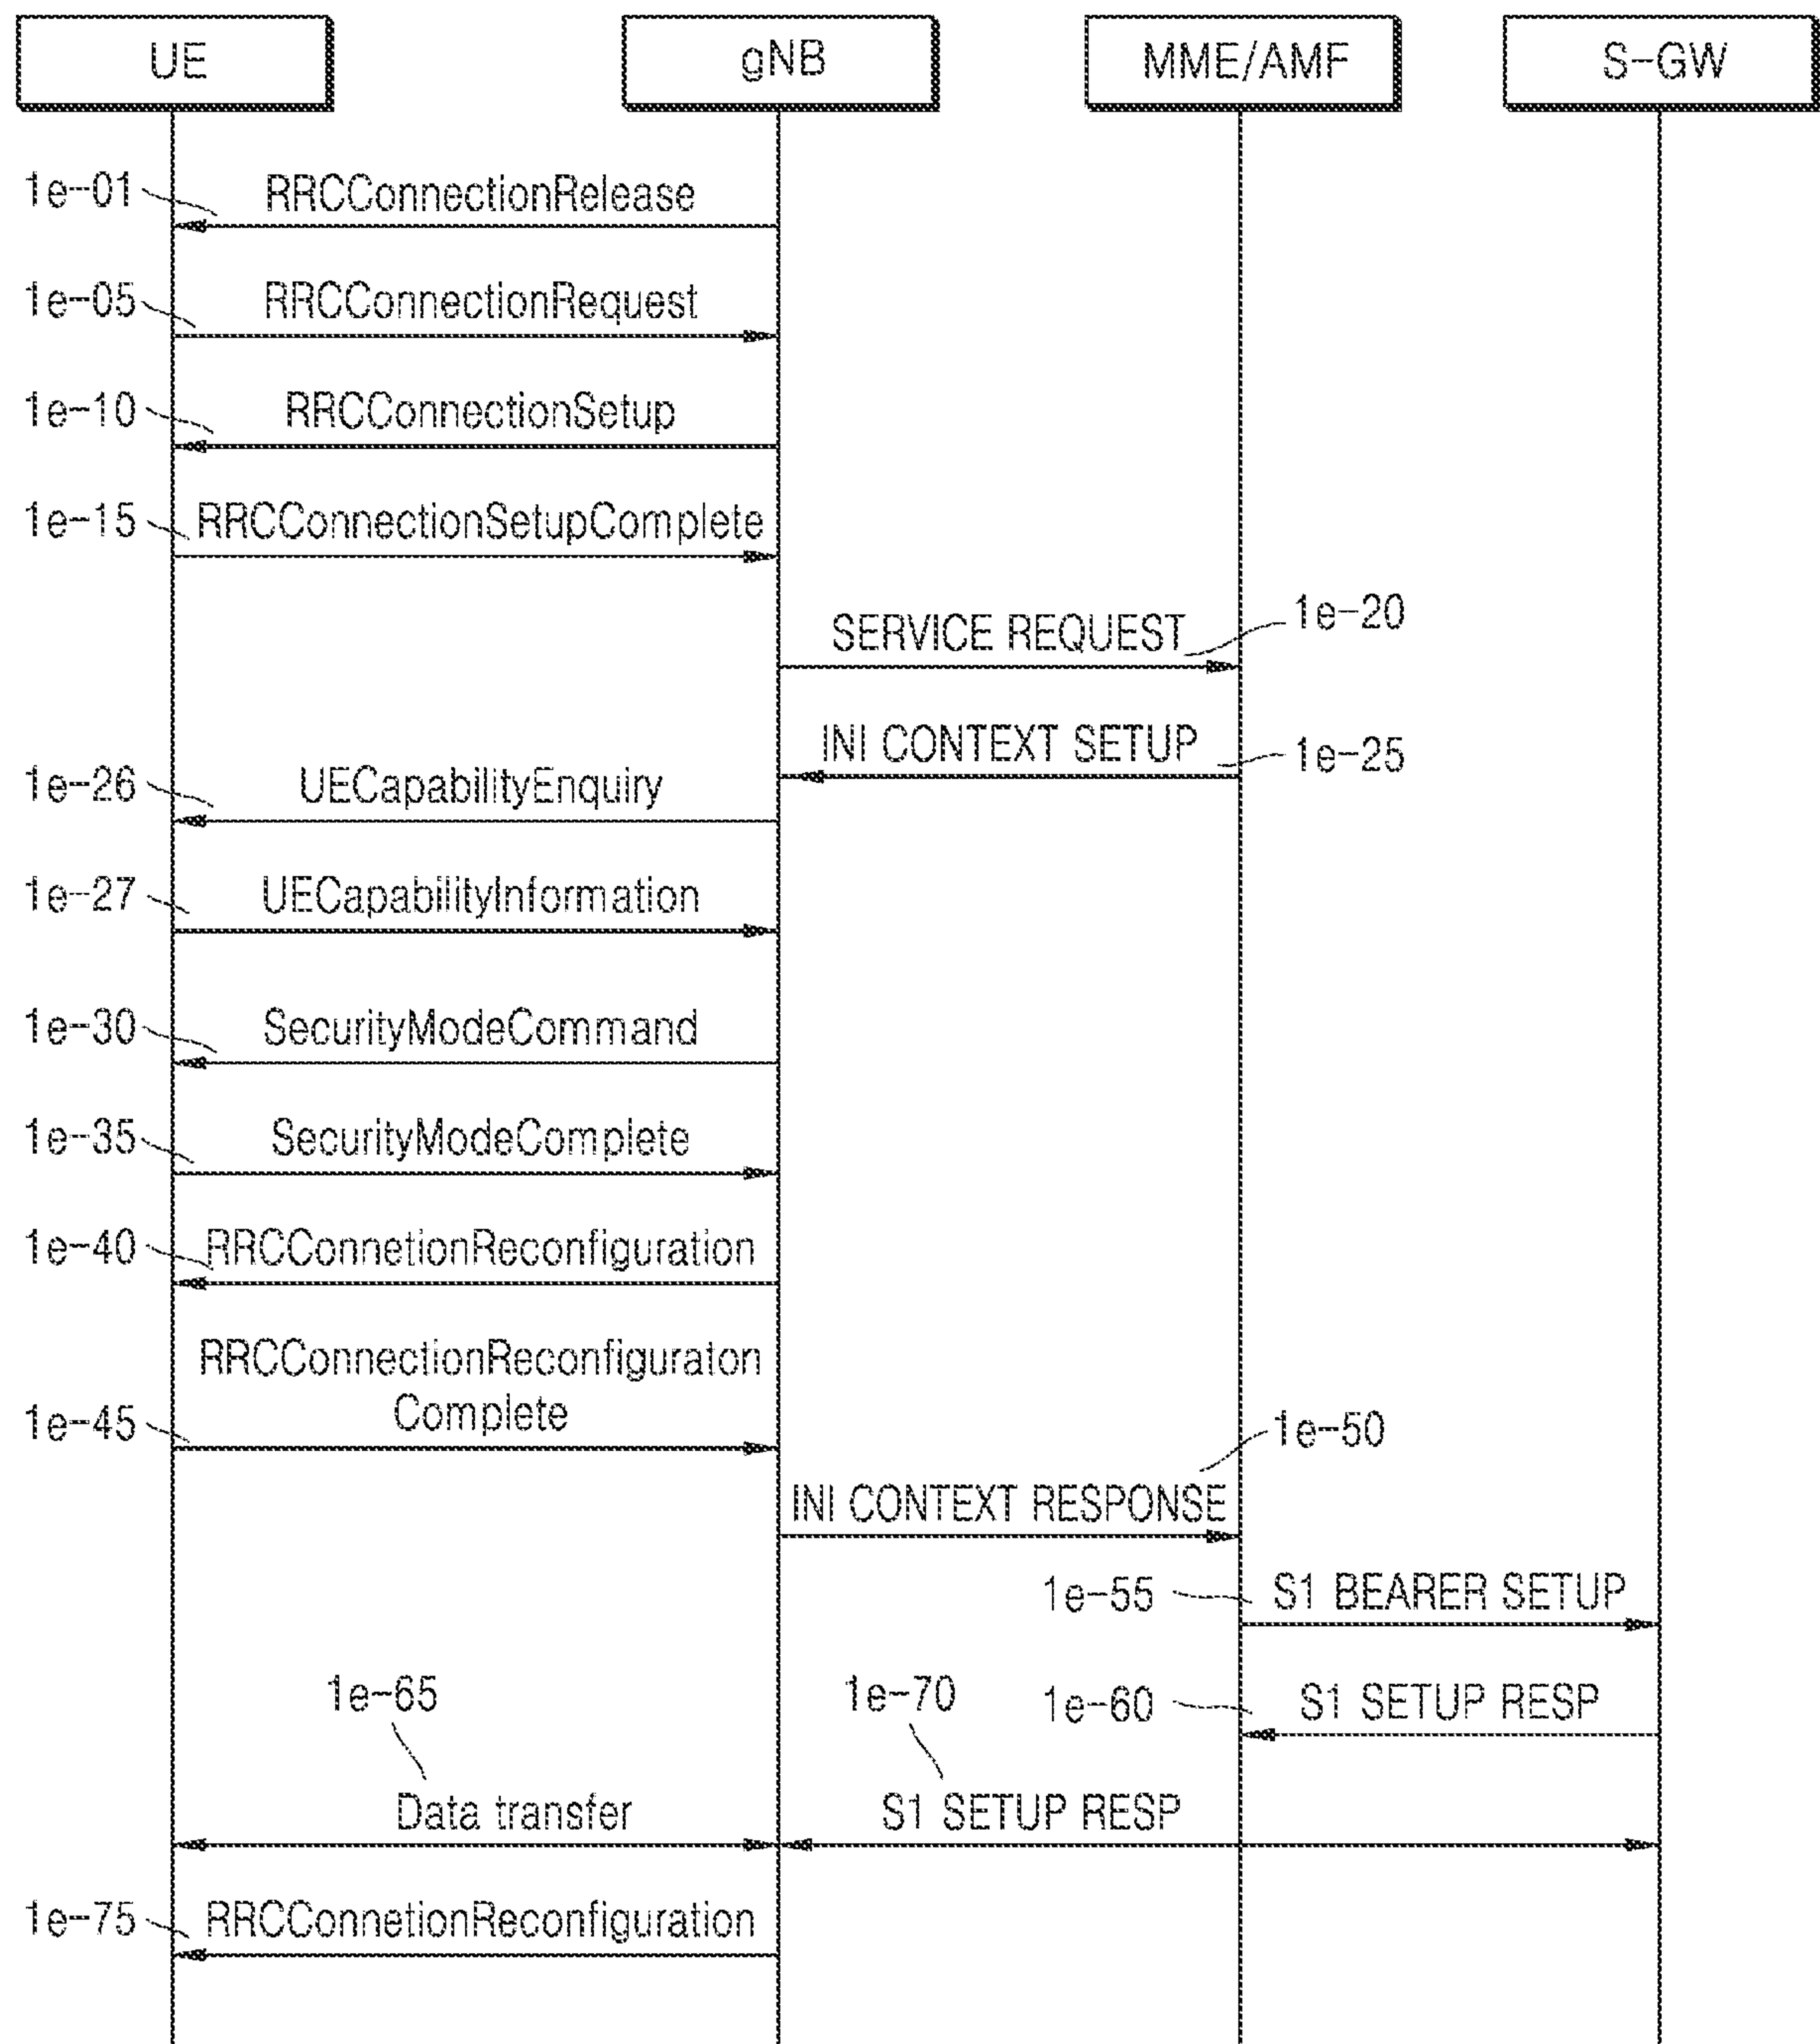 UE
gNB
MME/AMF
S-GW
1e-01
RRCConnectionRelease
1e-05
RRCConnectionRequest
1e-10
RRCConnectionSetup
1e-15
RRCConnectionSetupComplete
SERVICE REQUEST
1e-20
INI CONTEXT SETUP
1e-25
1e-26
UECapabilityEnquiry
1e-27
UECapabilityInformation
1e-30
SecurityModeCommand
1e-35
SecurityModeComplete
1e-40
RRCConnetionReconfiguration
RRCConnectionReconfiguraton
Complete
1e-45
1e-50
INI CONTEXT RESPONSE
1e-55
S1 BEARER SETUP
1e-65
1e-70
1e-60
S1 SETUP RESP
Data transfer
S1 SETUP RESP
1e-75
RRCConnetionReconfiguration